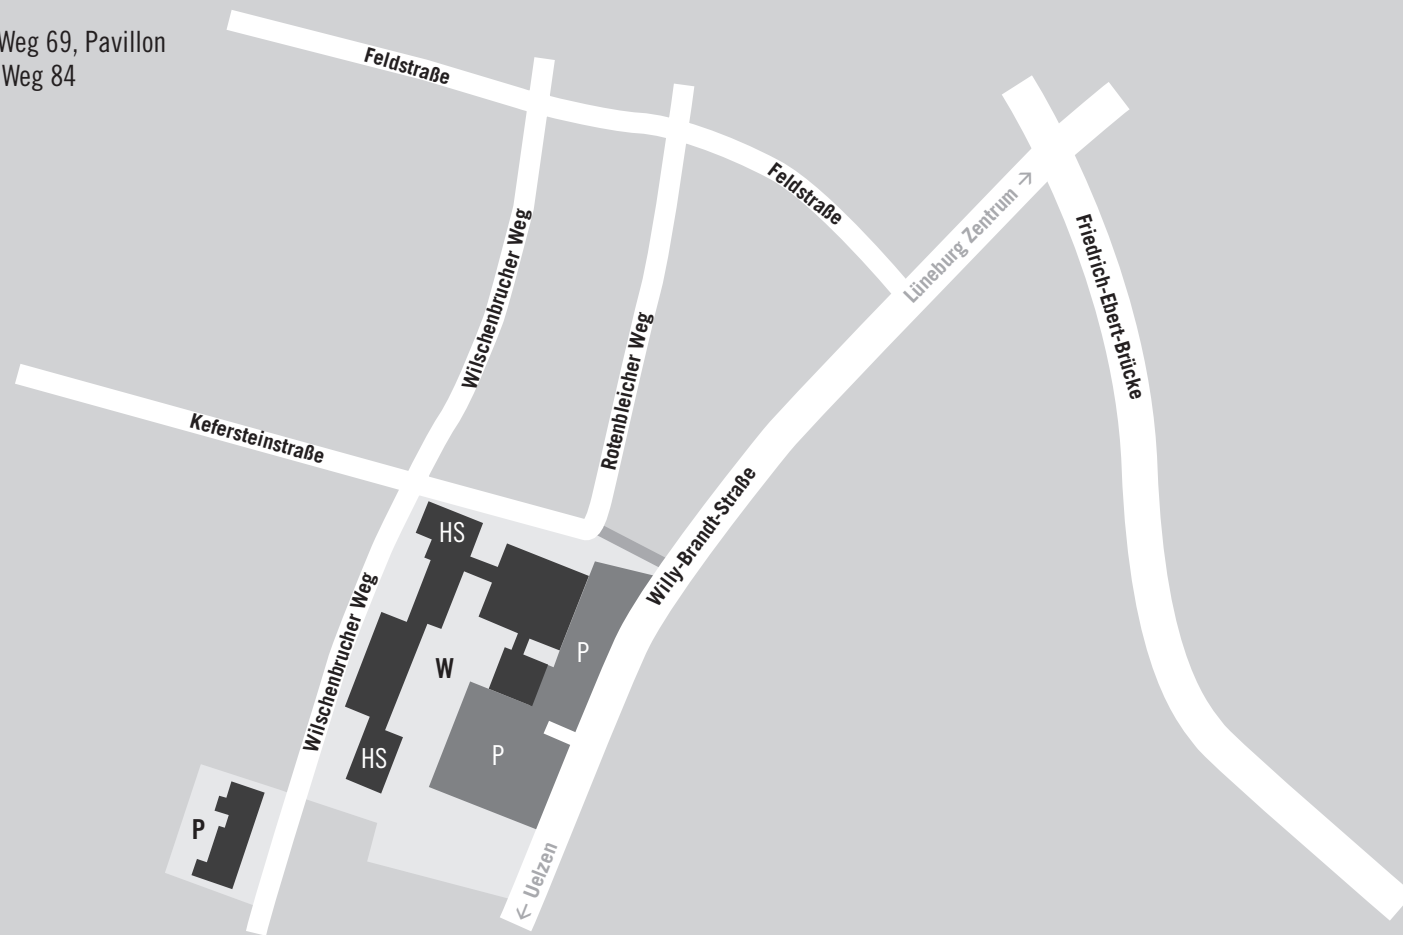 Weg 69, Pavillon
Weg 84
Feldstraße
Feldstraße
Lüneburg Zentrum →
Wilschenbrucher Weg
Friedrich-Ebert-Brücke
Rotenbleicher Weg
Kefersteinstraße
Willy-Brandt-Straße
HS
Wilschenbrucher Weg
P
W
HS
P
P
← Uelzen